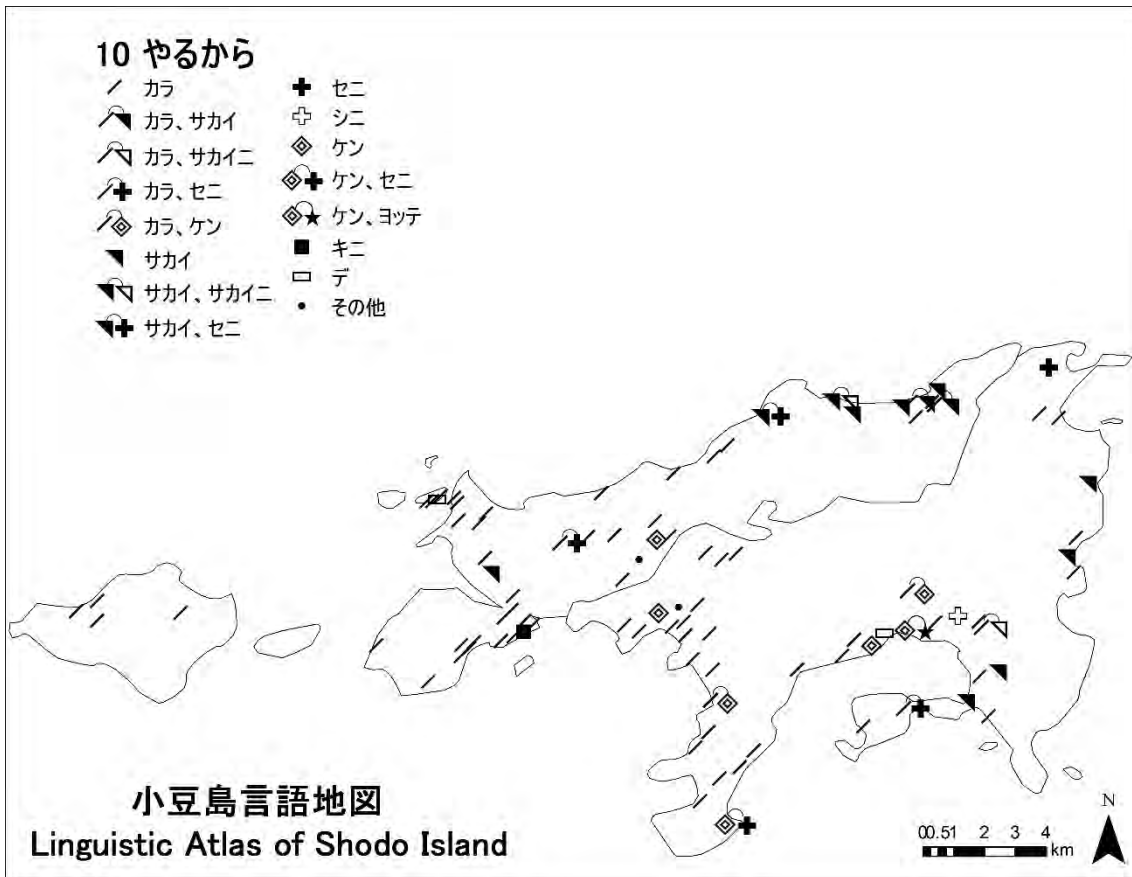 10 やるから
カラ
カラ、サカイ
カラ、サカイニ
カラ、セニ
カラ、ケン
サカイ
サカイ、サカイニ
サカイ、セニ
セニ
シニ
ケン
ケン、セニ
ケン、ヨッテ
キニ
デ
その他
小豆島言語地図
Linguistic Atlas of Shodo Island
N
00.51 2 3 4
km